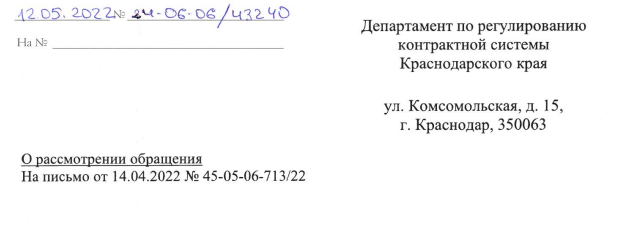 12.05.2022№ 24-06-06/43240
На № ______________________________
Департамент по регулированию
контрактной системы
Краснодарского края
ул. Комсомольская, д. 15,
г. Краснодар, 350063
О рассмотрении обращения
На письмо от 14.04.2022 № 45-05-06-713/22